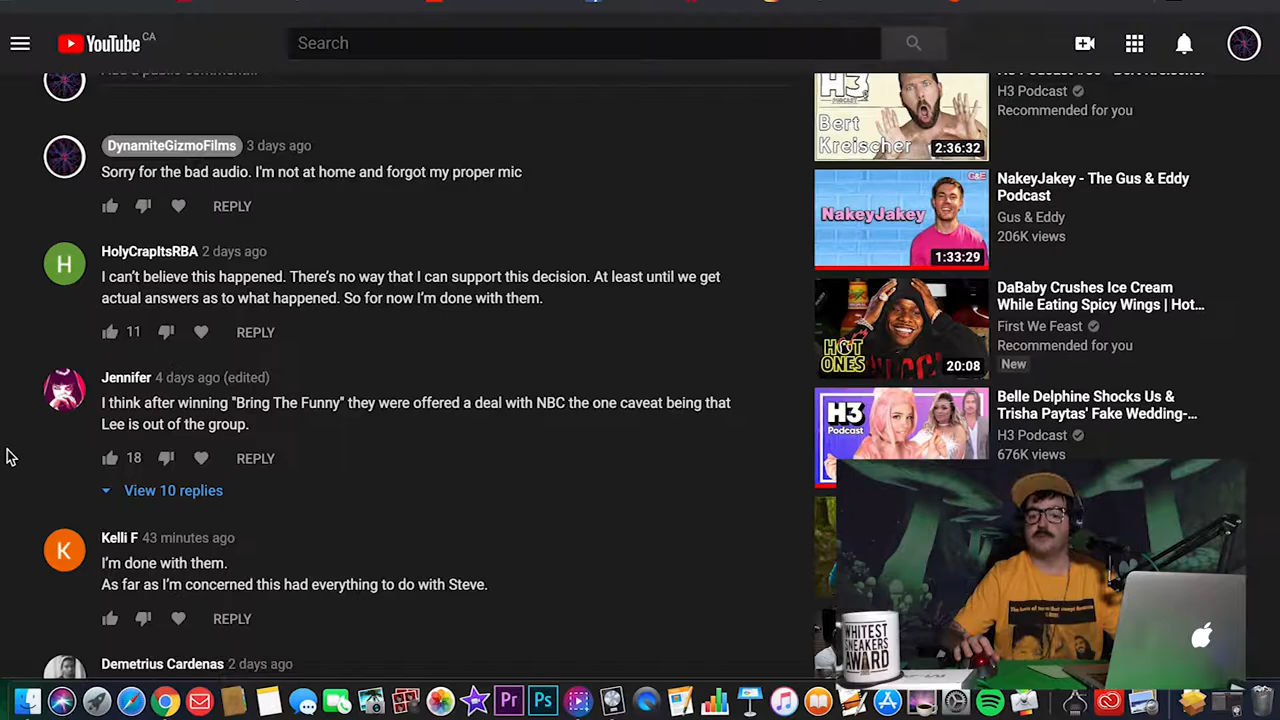 YouTube CA
Search
DynamiteGizmoFilms 3 days ago
Sorry for the bad audio. I'm not at home and forgot my proper mic
REPLY
HolyCrapItsRBA 2 days ago
I can't believe this happened. There's no way that I can support this decision. At least until we get
actual answers as to what happened. So for now I'm done with them.
11 REPLY
Jennifer 4 days ago (edited)
I think after winning "Bring the Funny" they were offered a deal with NBC the one caveat being that
Lee is out of the group.
18 REPLY
View 10 replies
Kelli F 43 minutes ago
I'm done with them.
As far as I'm concerned this had everything to do with Steve.
REPLY
Demetrius Cardenas 2 days ago
H3
PODCAST
Bert
Kreischer
2:36:32
H3 Podcast
Recommended for you
G&E
NAKEYJAKEY
1:33:29
NakeyJakey - The Gus & Eddy
Podcast
Gus & Eddy
206K views
HOT
ONES
20:08
DaBaby Crushes Ice Cream
While Eating Spicy Wings | Hot...
First We Feast
Recommended for you
New
H3
Podcast
Belle Delphine Shocks Us &
Trisha Paytas' Fake Wedding-...
H3 Podcast
676K views
WHITEST
SNEAKERS
AWARD
Pr
Ps